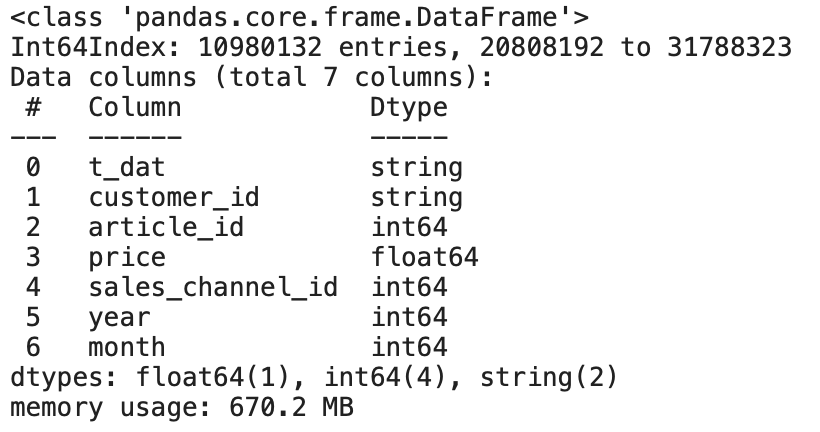 <class 'pandas.core.frame.DataFrame'>
Int64Index: 10980132 entries, 20808192 to 31788323
Data columns (total 7 columns):
 #   Column            Dtype
---  ------            -----
 0   t_dat             string
 1   customer_id       string
 2   article_id        int64
 3   price             float64
 4   sales_channel_id  int64
 5   year              int64
 6   month             int64
dtypes: float64(1), int64(4), string(2)
memory usage: 670.2 MB